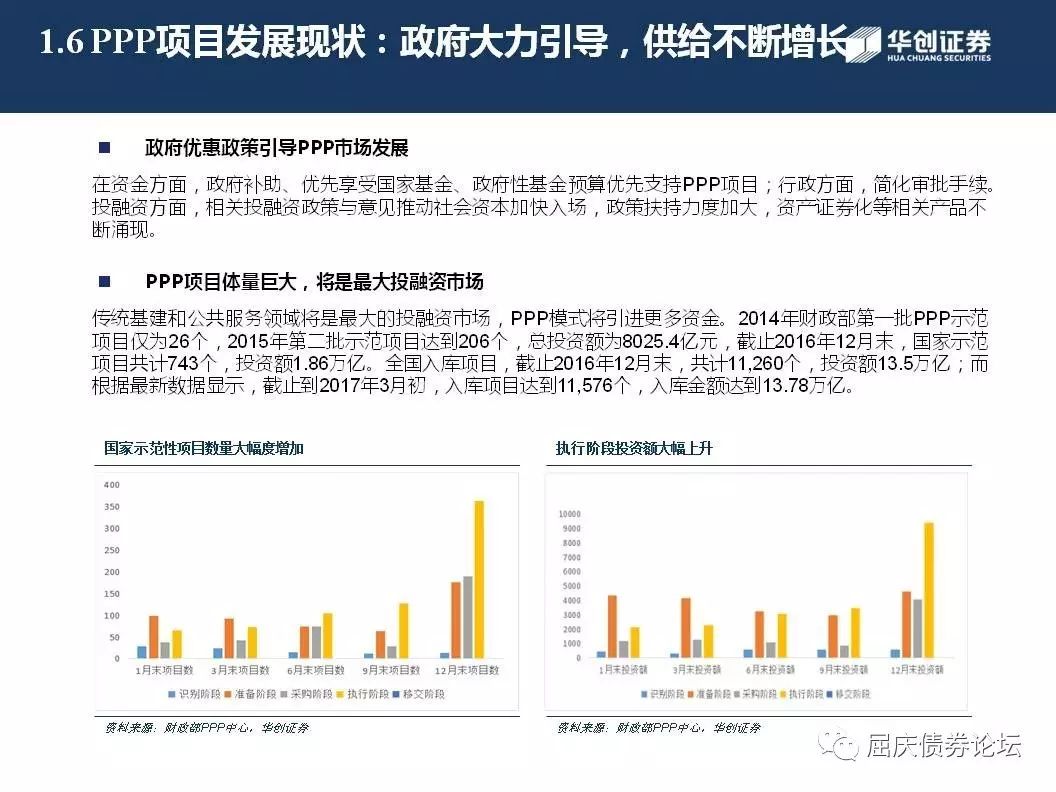 1.6 PPP项目发展现状：政府大力引导，供给不断增长
华创证券
HUA CHUANG SECURITIES
政府优惠政策引导PPP市场发展
在资金方面，政府补助、优先享受国家基金、政府性基金预算优先支持PPP项目；行政方面，简化审批手续。
投融资方面，相关投融资政策与意见推动社会资本加快入场，政策扶持力度加大，资产证券化等相关产品不
断涌现。
PPP项目体量巨大，将是最大投融资市场
传统基建和公共服务领域将是最大的投融资市场，PPP模式将引进更多资金。2014年财政部第一批PPP示范
项目仅为26个，2015年第二批示范项目达到206个，总投资额为8025.4亿元，截止2016年12月末，国家示范
项目共计743个，投资额1.86万亿。全国入库项目，截止2016年12月末，共计11,260个，投资额13.5万亿；而
根据最新数据显示，截止到2017年3月初，入库项目达到11,576个，入库金额达到13.78万亿。
国家示范性项目数量大幅度增加
400
350
300
250
200
150
100
50
0
1月末项目数 3月末项目数 6月末项目数 9月末项目数 12月末项目数
识别阶段 准备阶段 采购阶段 执行阶段 移交阶段
资料来源：财政部PPP中心，华创证券
执行阶段投资额大幅上升
10000
9000
8000
7000
6000
5000
4000
3000
2000
1000
0
1月末投资额 3月末投资额 6月末投资额 9月末投资额 12月末投资额
识别阶段 准备阶段 采购阶段 执行阶段 移交阶段
资料来源：财政部PPP中心，华创证券
屈庆债券论坛